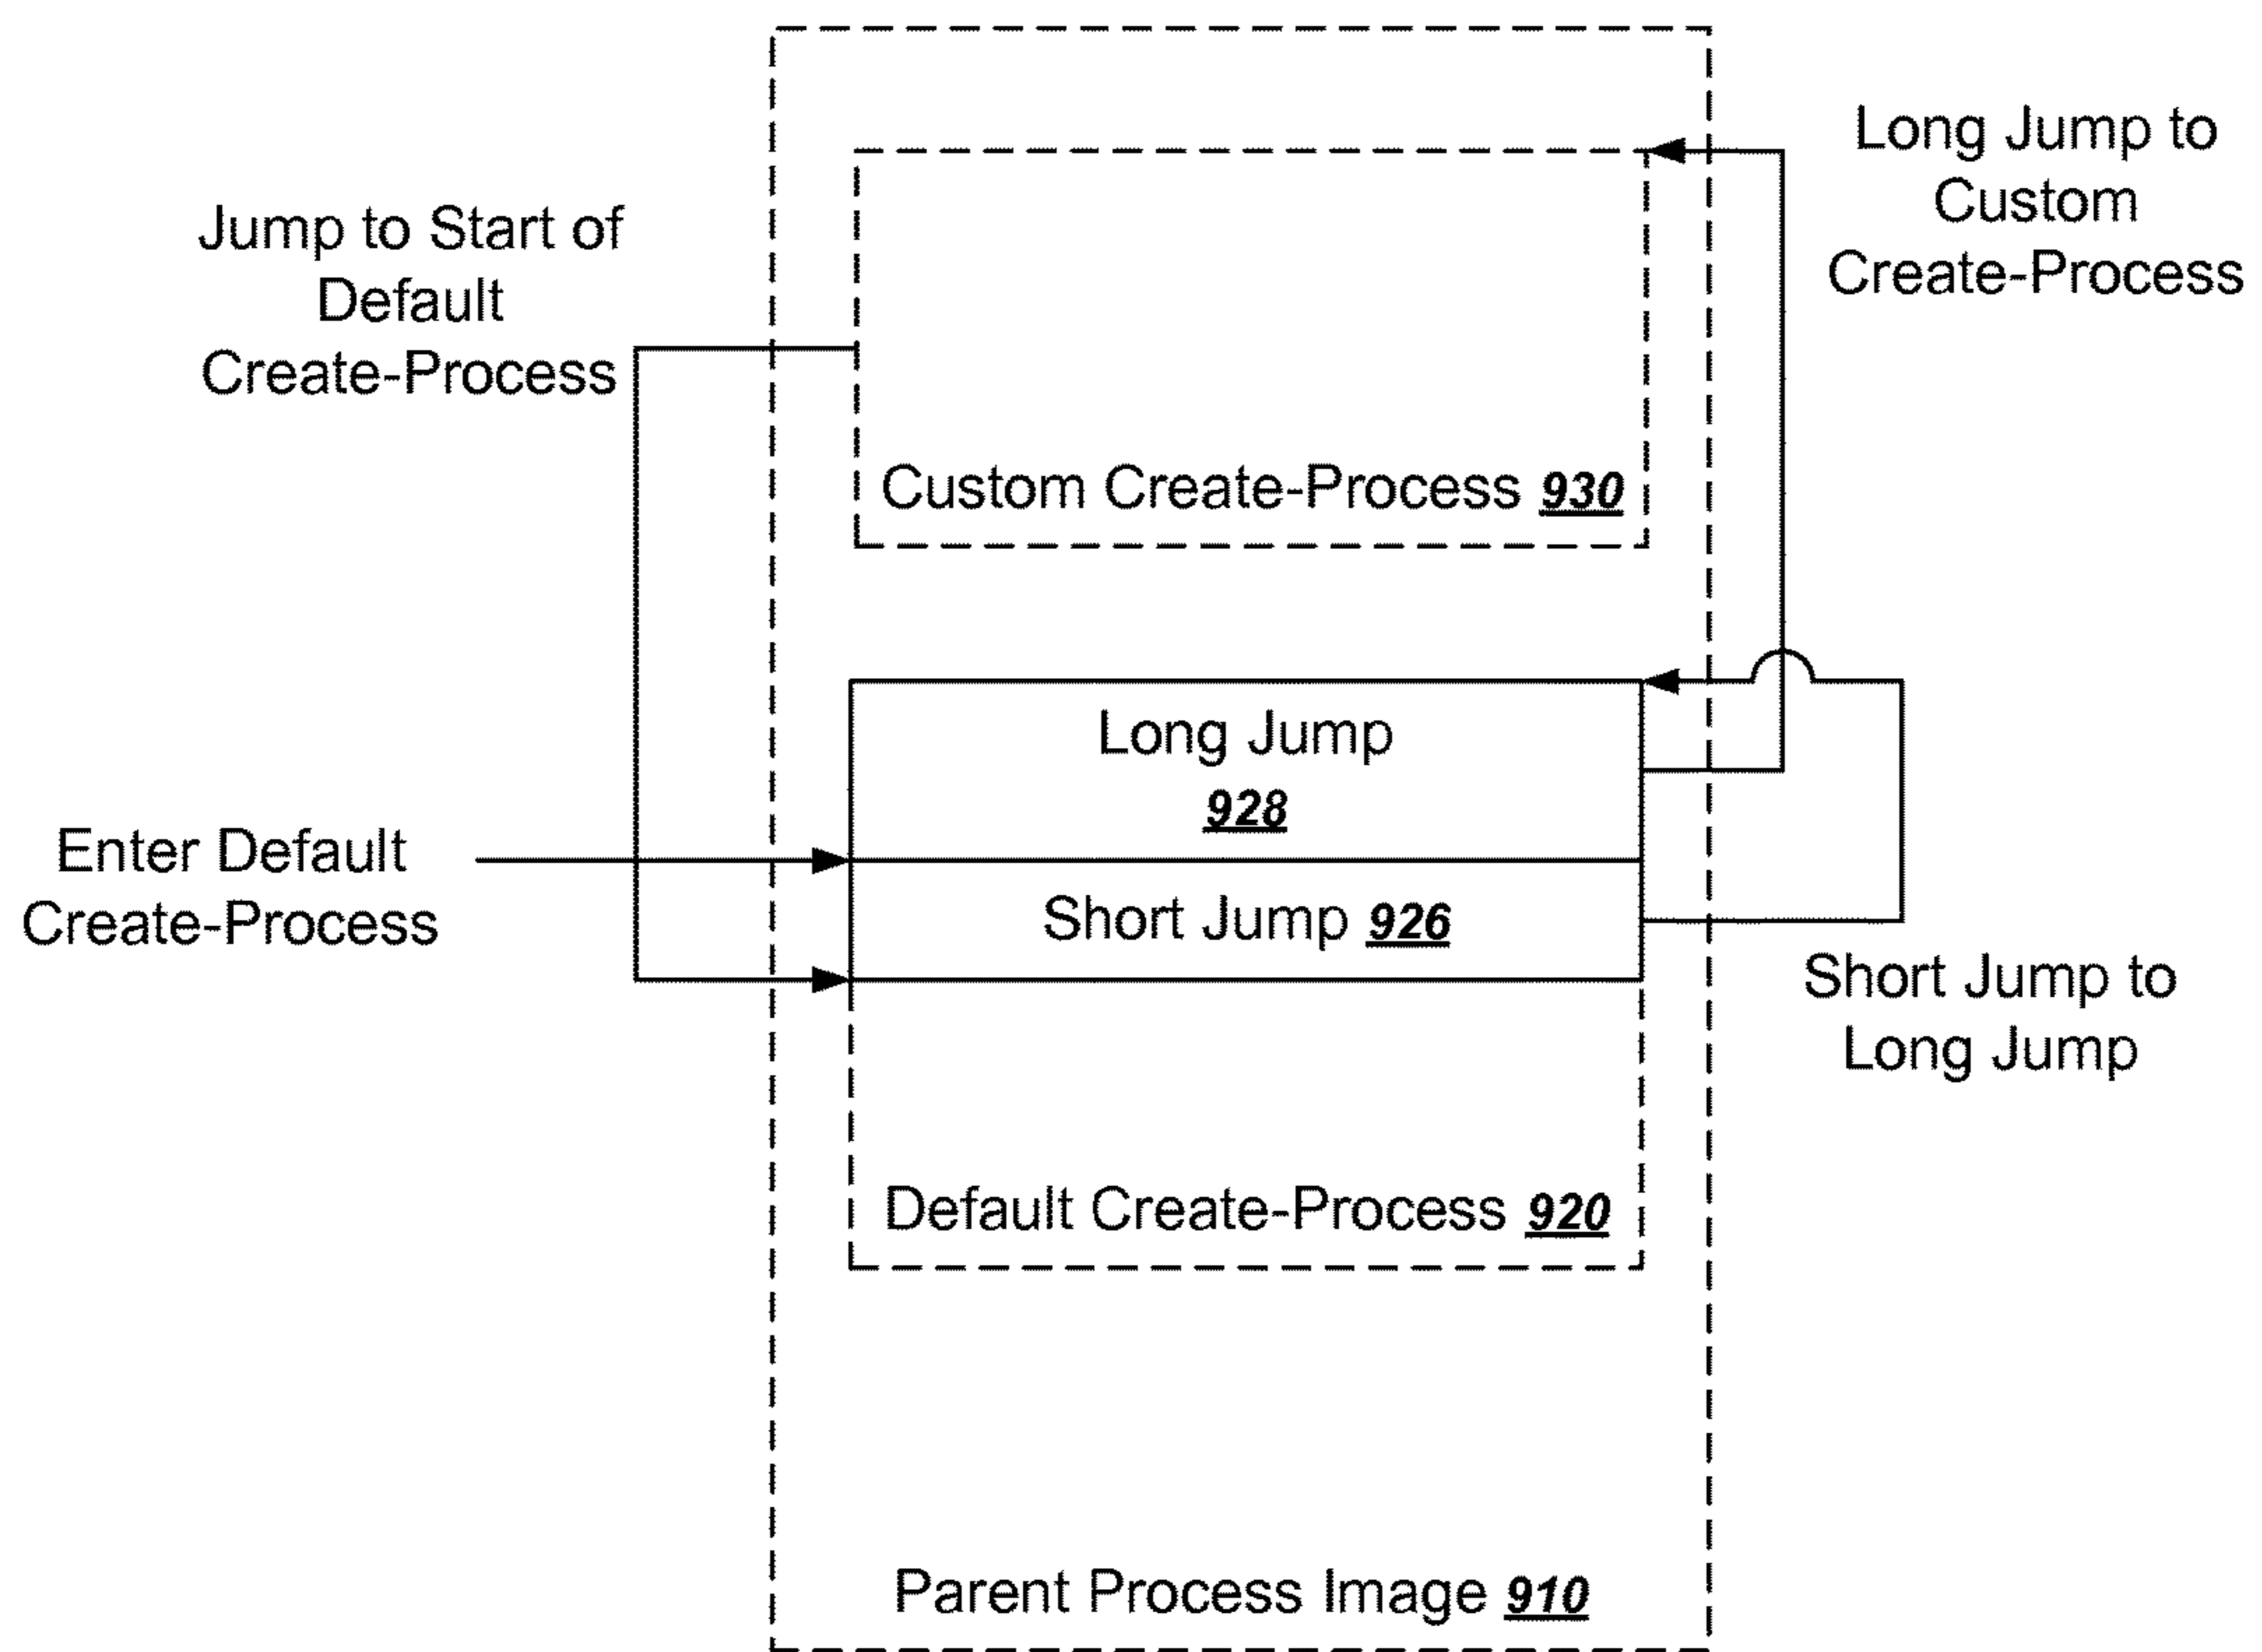 Jump to Start of
Default
Create-Process
Long Jump to
Custom
Create-Process
Custom Create-Process 930
Long Jump
928
Enter Default
Create-Process
Short Jump 926
Short Jump to
Long Jump
Default Create-Process 920
Parent Process Image 910